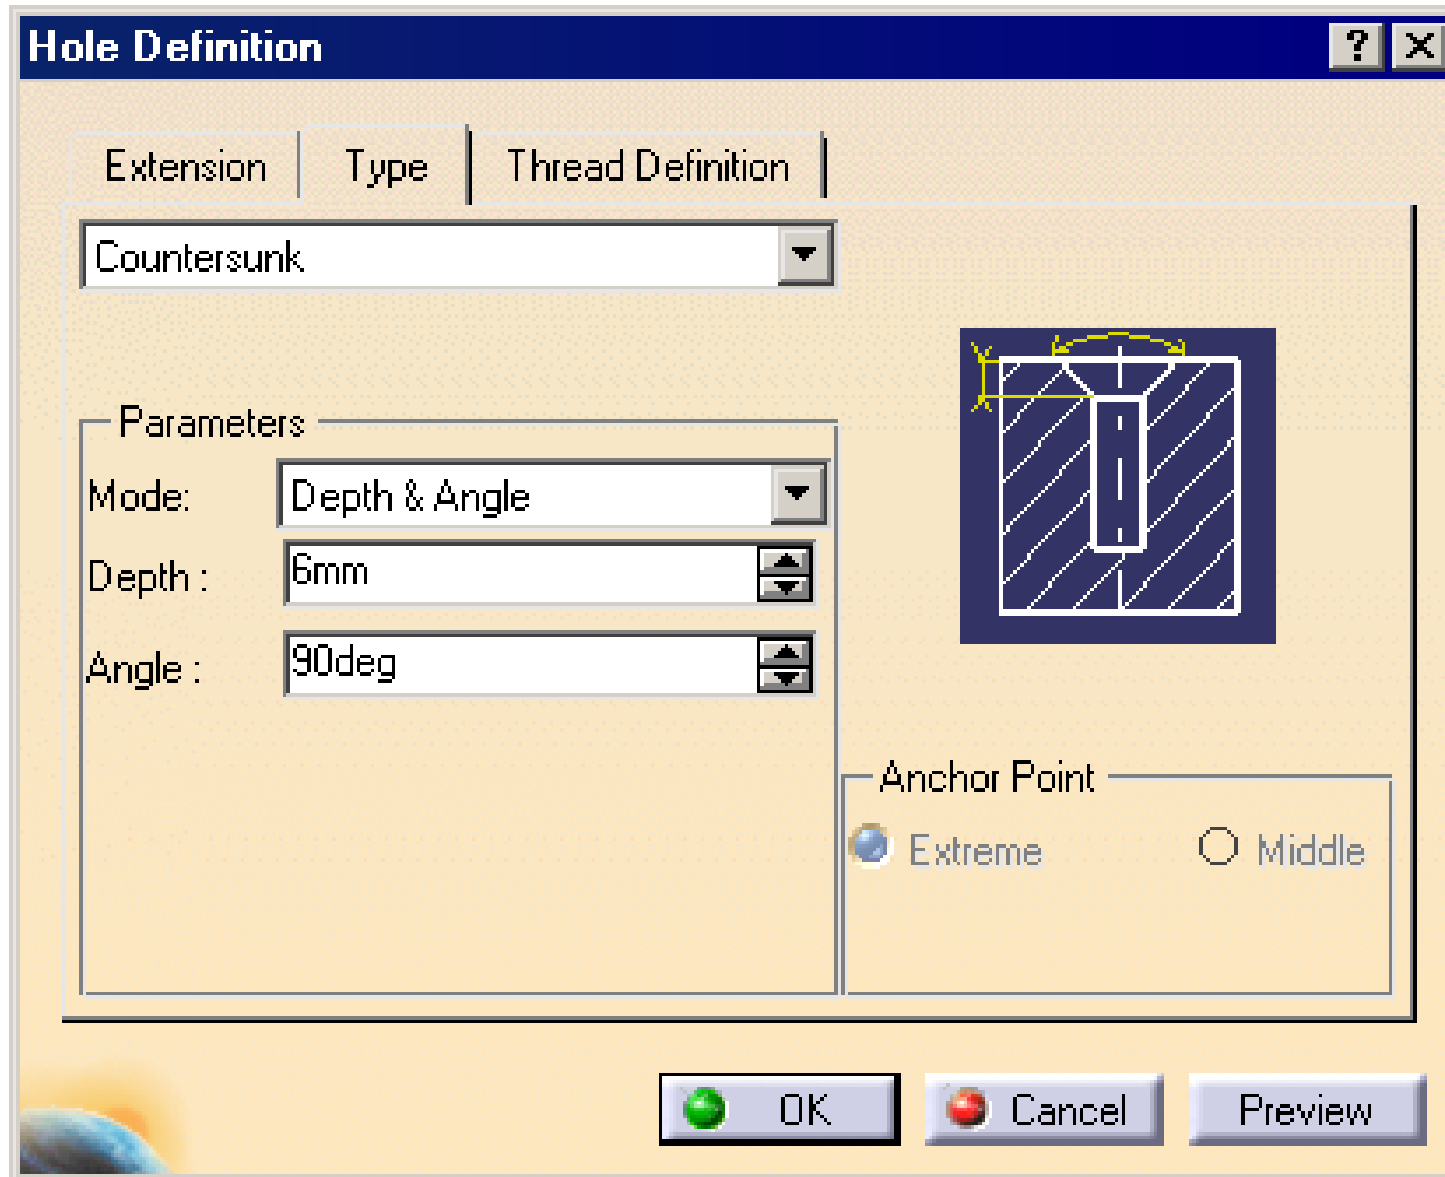 Hole Definition
Extension Type Thread Definition
Countersunk
Parameters
Mode: Depth & Angle
Depth : 6mm
Angle : 90deg
Anchor Point
Extreme Middle
OK Cancel Preview